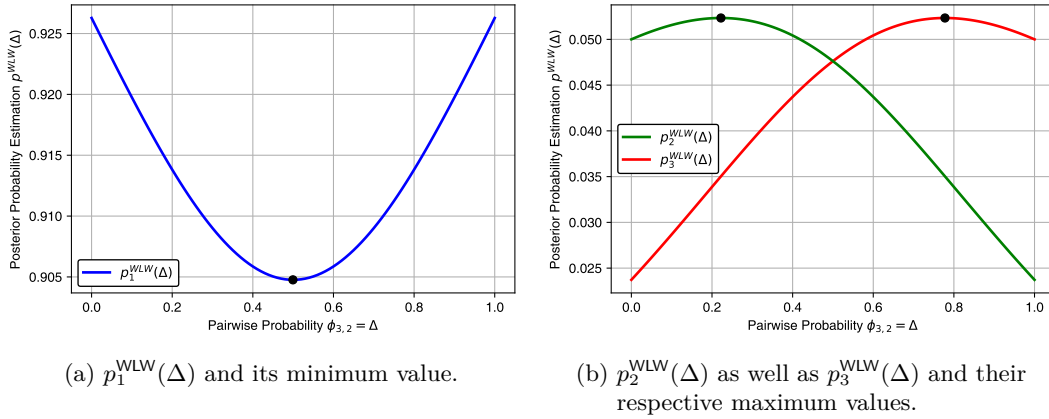 Posterior Probability Estimation p^WLW(Δ)
0.925
0.920
0.915
0.910
0.905
p_1^WLW(Δ)
0.0 0.2 0.4 0.6 0.8 1.0
Pairwise Probability ϕ_3, 2 = Δ
(a) p_1^WLW(Δ) and its minimum value.
Posterior Probability Estimation p^WLW(Δ)
0.050
0.045
0.040
0.035
0.030
0.025
p_2^WLW(Δ)
p_3^WLW(Δ)
0.0 0.2 0.4 0.6 0.8 1.0
Pairwise Probability ϕ_3, 2 = Δ
(b) p_2^WLW(Δ) as well as p_3^WLW(Δ) and their
respective maximum values.